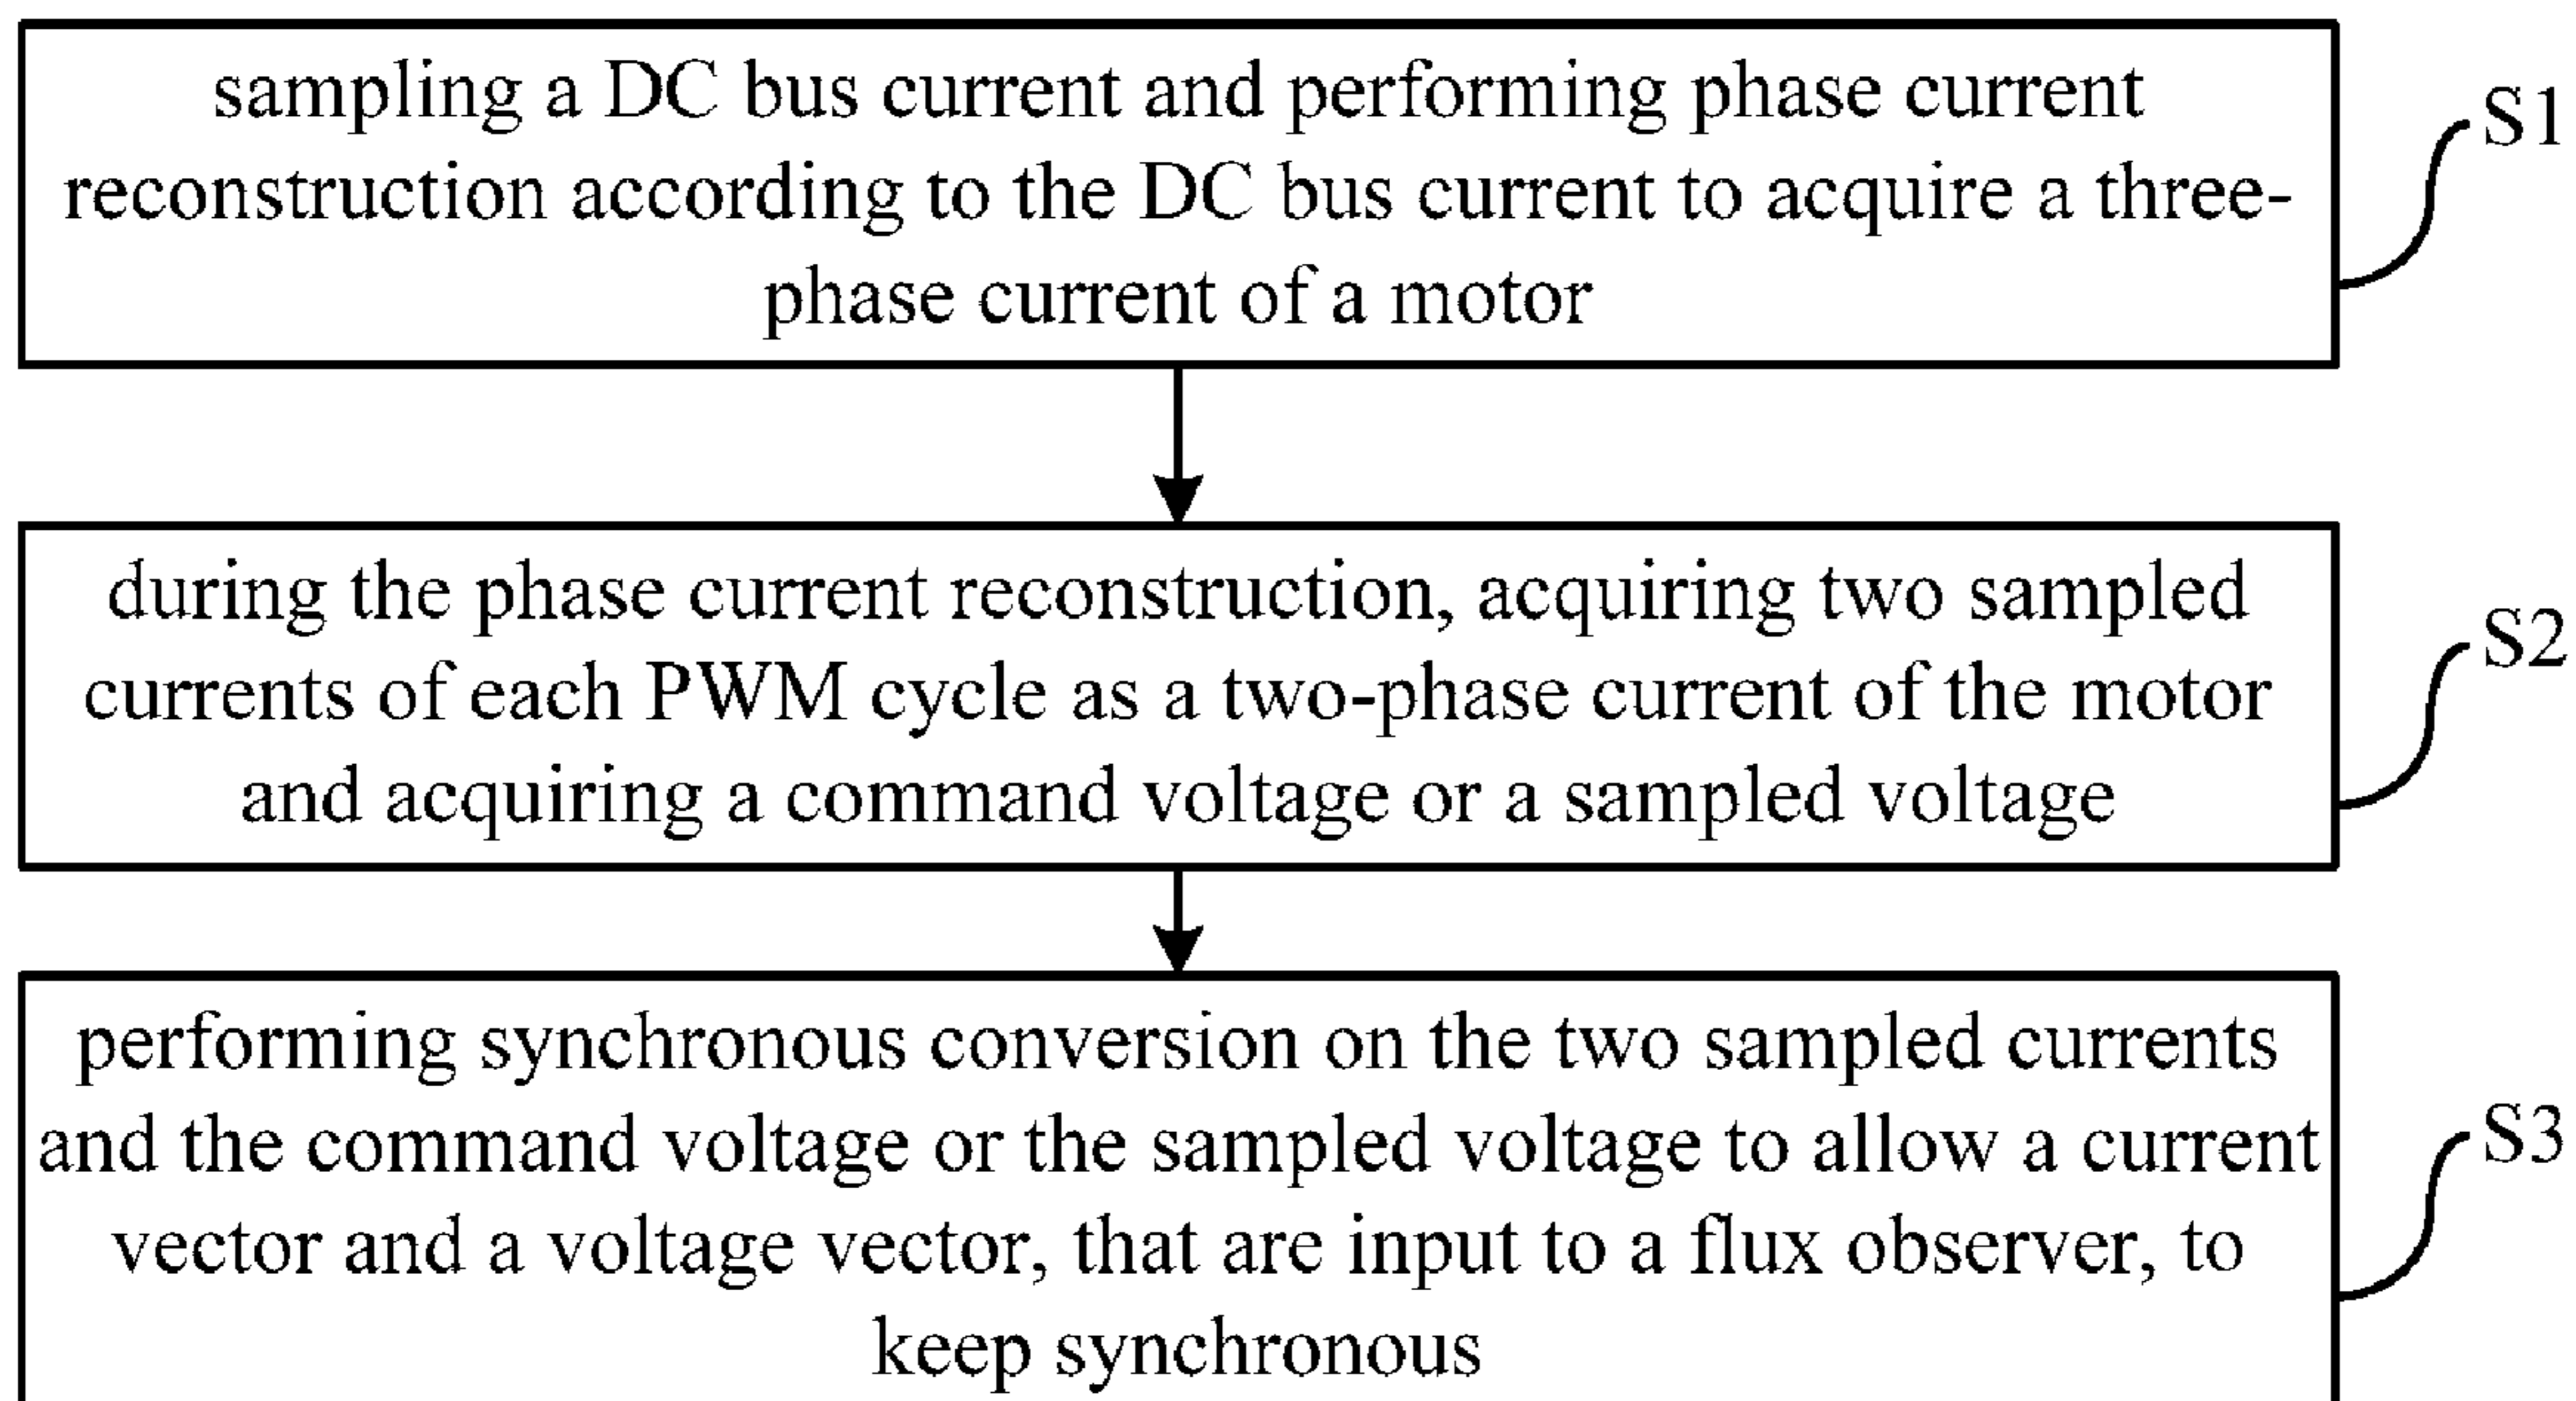 sampling a DC bus current and performing phase current
reconstruction according to the DC bus current to acquire a three-
phase current of a motor
S1
during the phase current reconstruction, acquiring two sampled
currents of each PWM cycle as a two-phase current of the motor
and acquiring a command voltage or a sampled voltage
S2
performing synchronous conversion on the two sampled currents
and the command voltage or the sampled voltage to allow a current
vector and a voltage vector, that are input to a flux observer, to
keep synchronous
S3